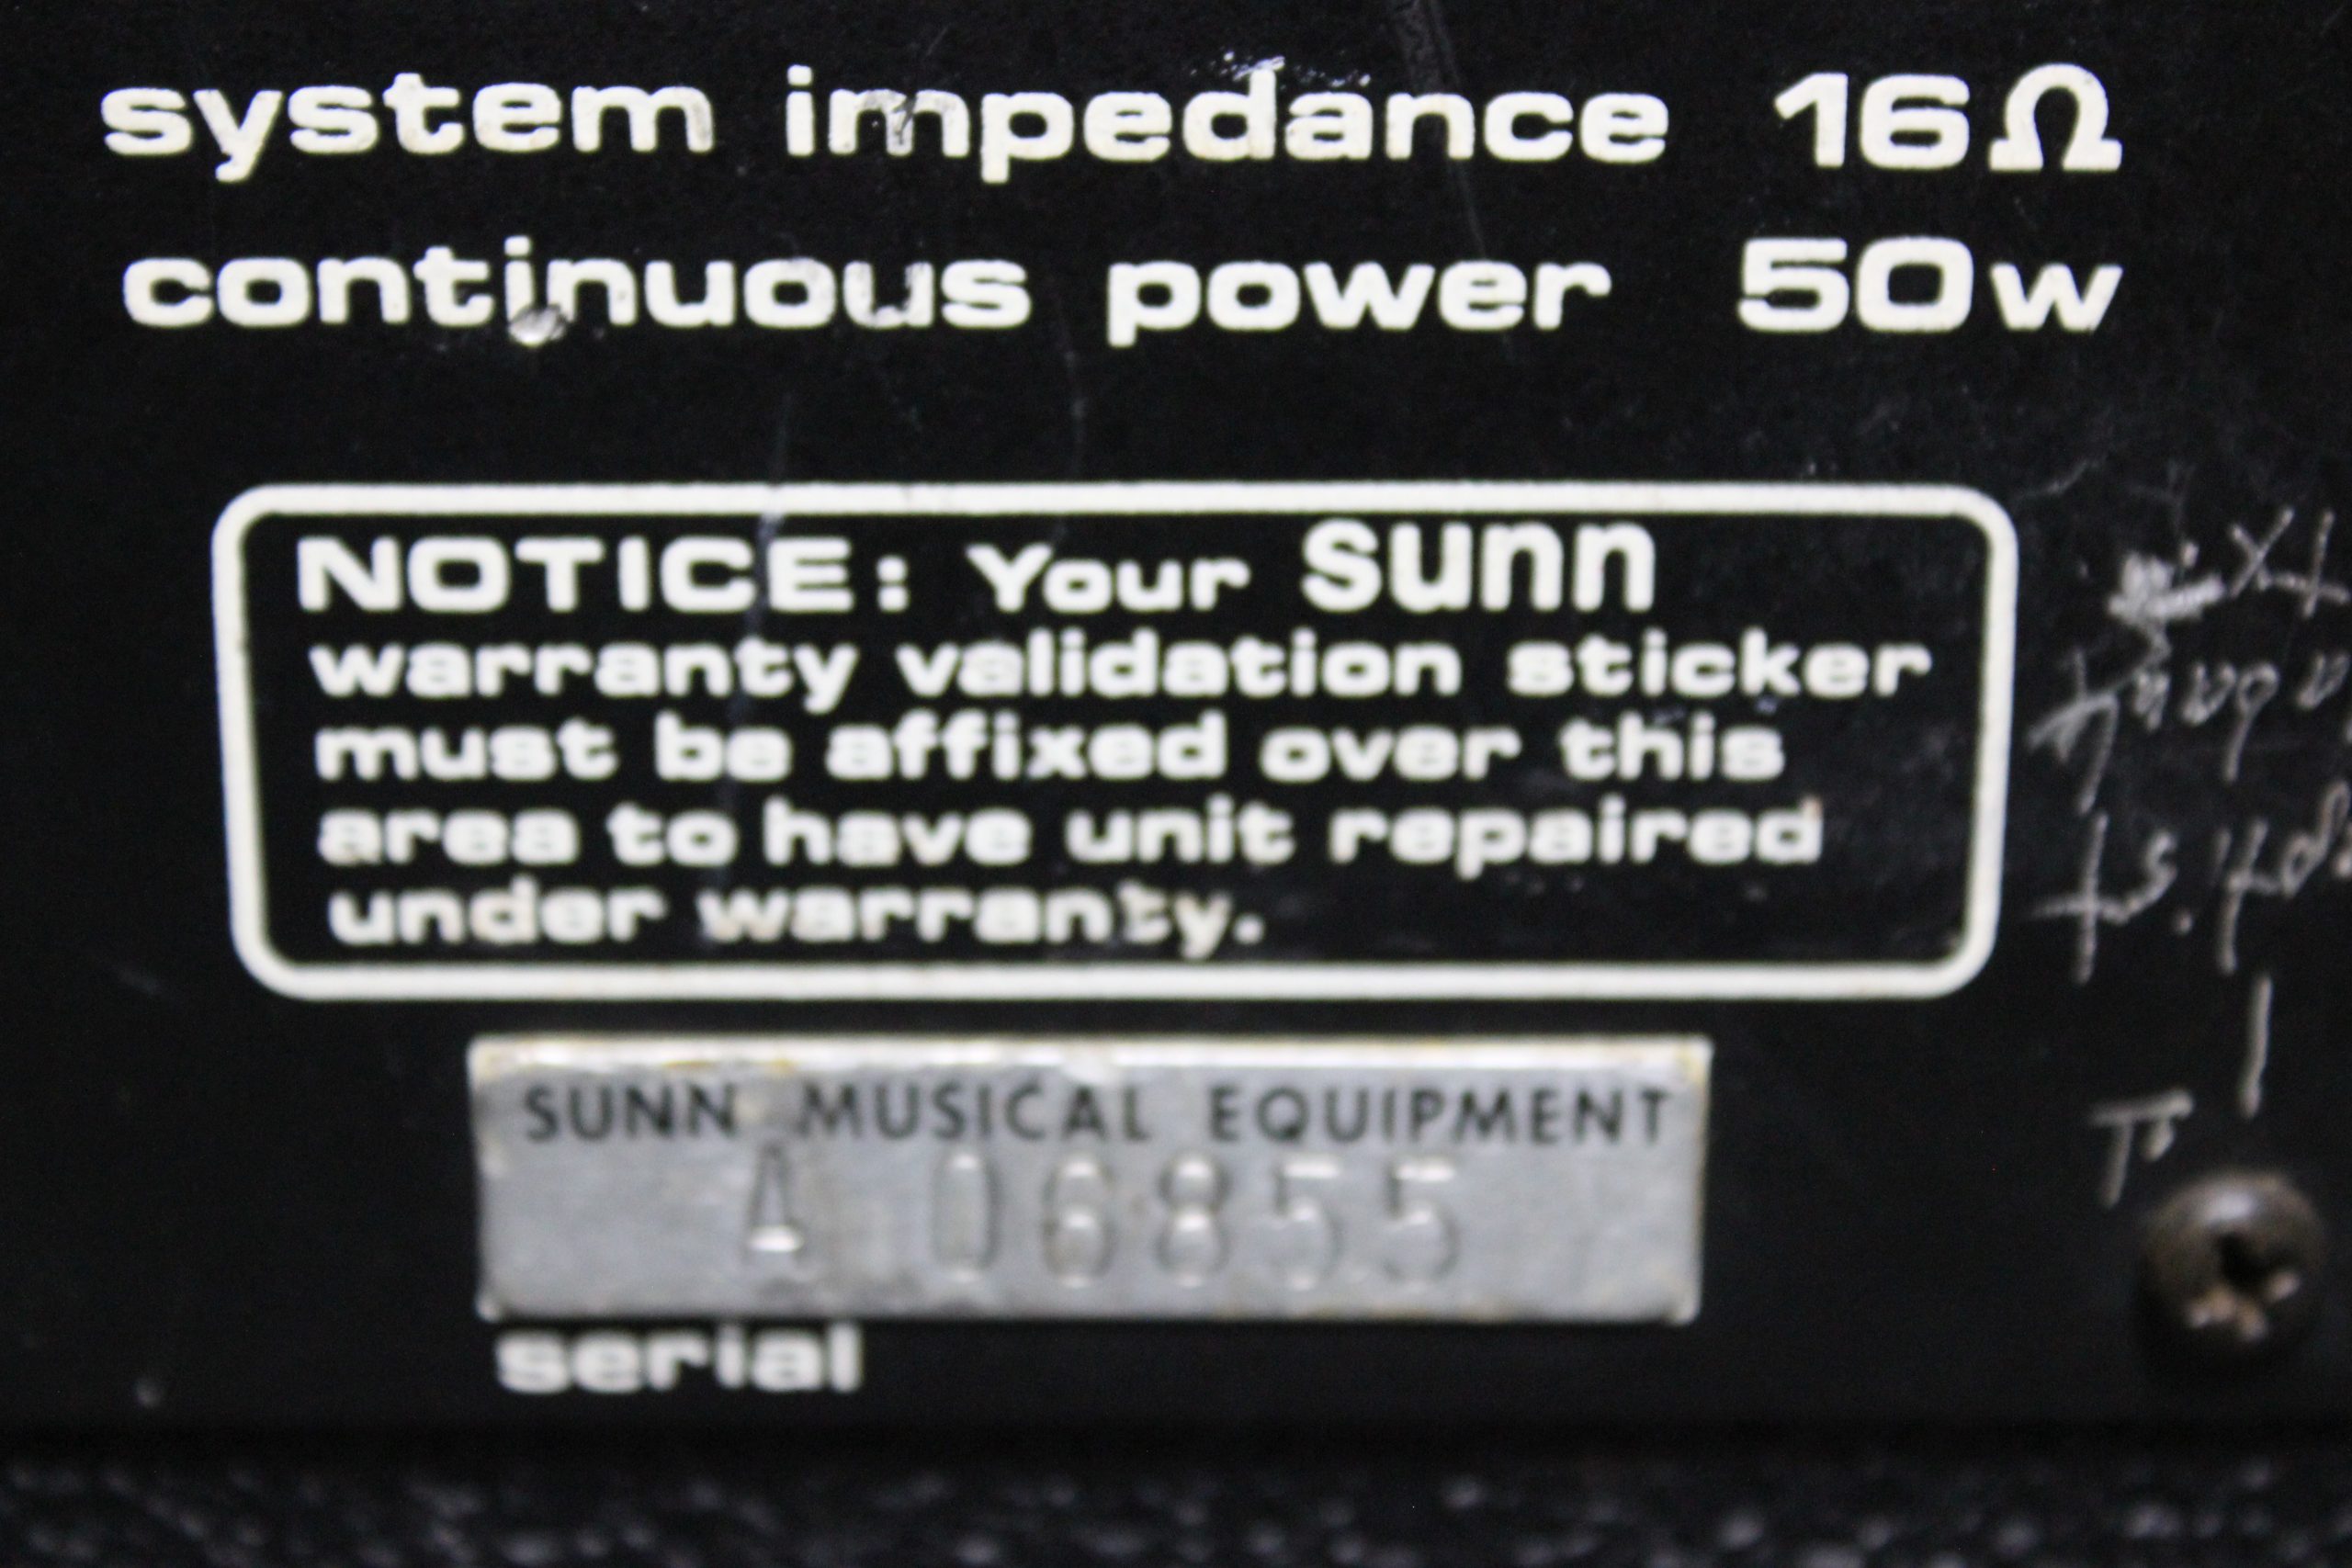 system impedance 16Ω
continuous power 50w
NOTICE: Your sunn
warranty validation sticker
must be affixed over this
area to have unit repaired
under warranty.
SUNN MUSICAL EQUIPMENT
A 06855
serial